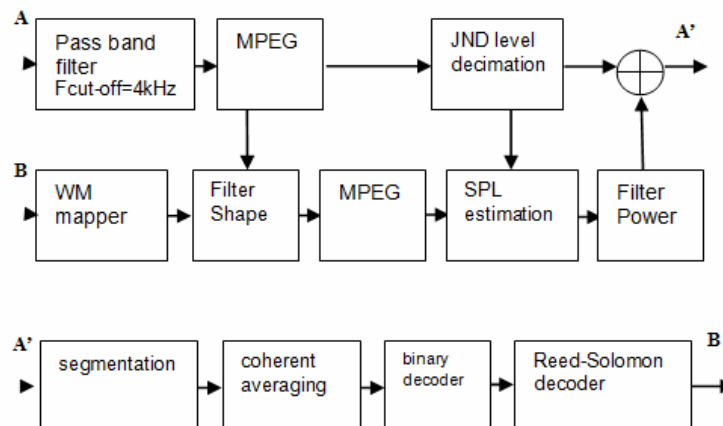 A
Pass band
filter
Fcut-off=4kHz
MPEG
JND level
decimation
A’
B
WM
mapper
Filter
Shape
MPEG
SPL
estimation
Filter
Power
A’
segmentation
coherent
averaging
binary
decoder
Reed-Solomon
decoder
B